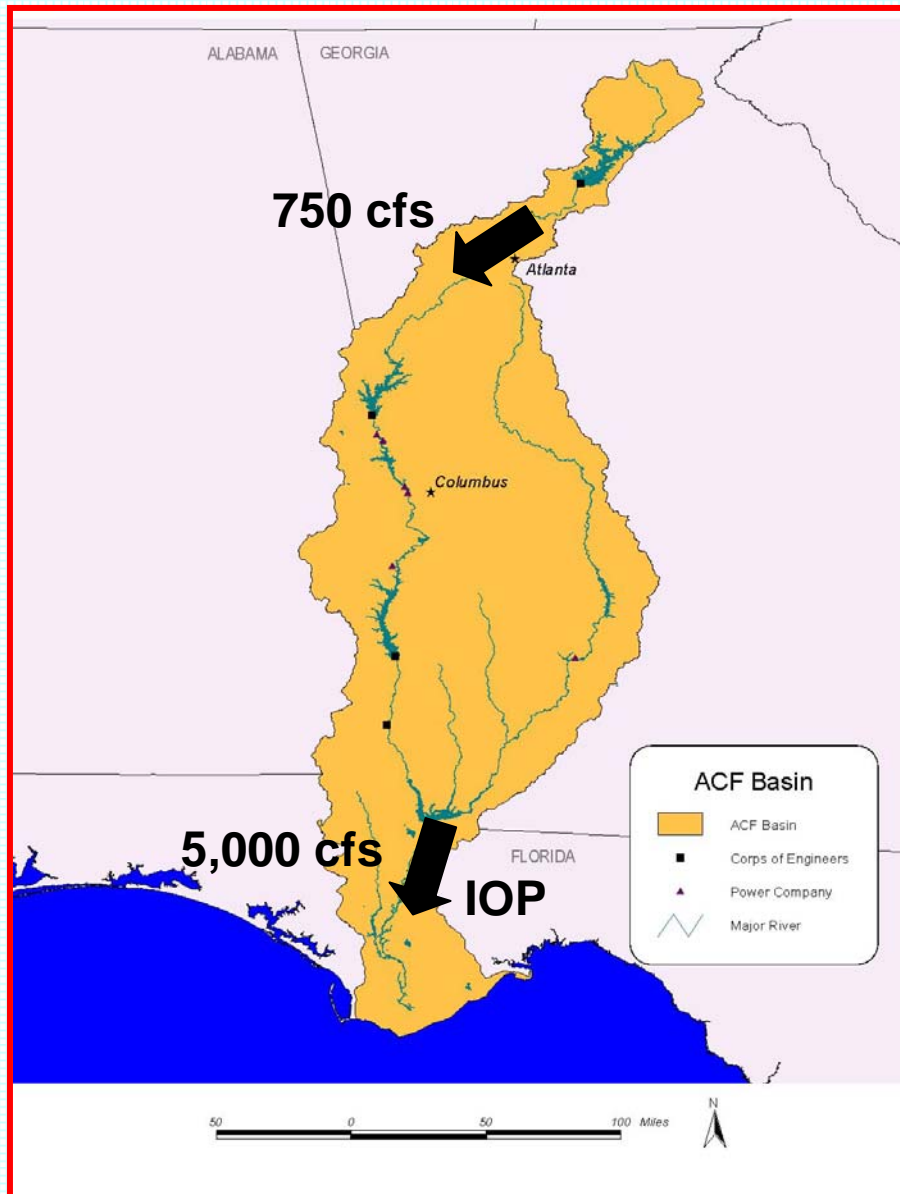 ALABAMA
GEORGIA
750 cfs
Atlanta
Columbus
5,000 cfs
FLORIDA
IOP
ACF Basin
ACF Basin
Corps of Engineers
Power Company
Major River
50 0 50 100 Miles
N